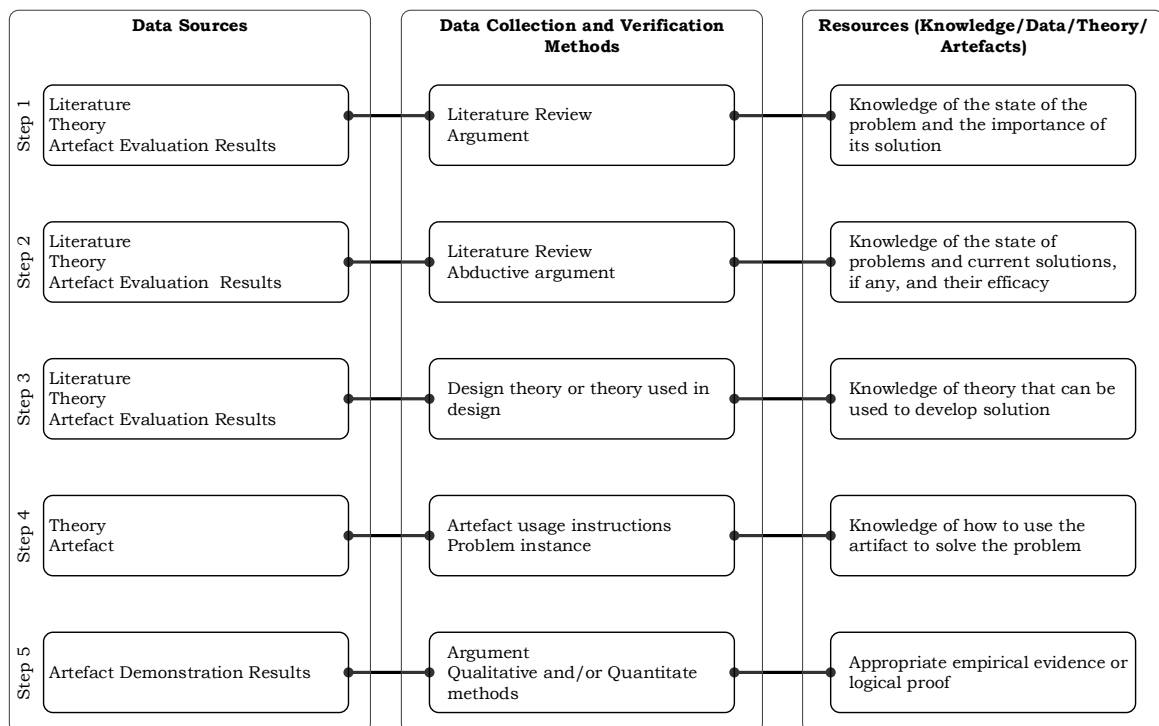 Data Sources
Data Collection and Verification
Methods
Resources (Knowledge/Data/Theory/
Artefacts)
Step 1
Literature
Theory
Artefact Evaluation Results
Literature Review
Argument
Knowledge of the state of the
problem and the importance of
its solution
Step 2
Literature
Theory
Artefact Evaluation  Results
Literature Review
Abductive argument
Knowledge of the state of
problems and current solutions,
if any, and their efficacy
Step 3
Literature
Theory
Artefact Evaluation Results
Design theory or theory used in
design
Knowledge of theory that can be
used to develop solution
Step 4
Theory
Artefact
Artefact usage instructions
Problem instance
Knowledge of how to use the
artifact to solve the problem
Step 5
Artefact Demonstration Results
Argument
Qualitative and/or Quantitate
methods
Appropriate empirical evidence or
logical proof